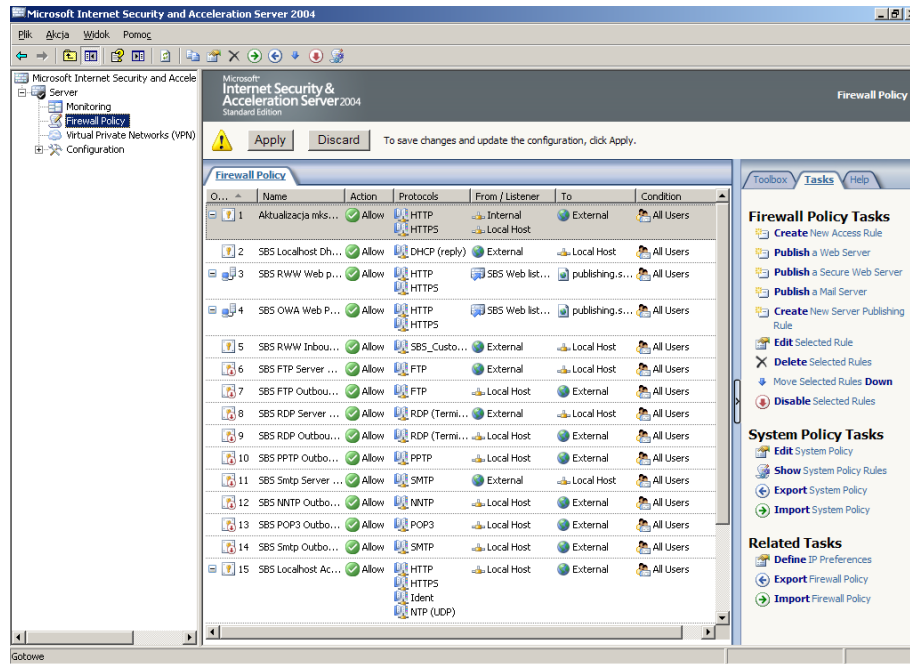 Microsoft Internet Security and Acceleration Server 2004
Plik Akcja Widok Pomoc
Microsoft Internet Security and Accele
Server
Monitoring
Firewall Policy
Virtual Private Networks (VPN)
Configuration
Microsoft
Internet Security &
Acceleration Server 2004
Standard Edition
Firewall Policy
Apply Discard To save changes and update the configuration, click Apply.
Firewall Policy
O... Name Action Protocols From / Listener To Condition
1 Aktualizacja mks... Allow HTTP Internal External All Users
HTTPS Local Host
2 SBS Localhost Dh... Allow DHCP (reply) External Local Host All Users
3 SBS RWW Web p... Allow HTTP SBS Web list... publishing.s... All Users
HTTPS
4 SBS OWA Web P... Allow HTTP SBS Web list... publishing.s... All Users
HTTPS
5 SBS RWW Inbou... Allow SBS_Custo... External Local Host All Users
6 SBS FTP Server ... Allow FTP External Local Host All Users
7 SBS FTP Outbou... Allow FTP Local Host External All Users
8 SBS RDP Server ... Allow RDP (Termi... External Local Host All Users
9 SBS RDP Outbou... Allow RDP (Termi... Local Host External All Users
10 SBS PPTP Outbo... Allow PPTP Local Host External All Users
11 SBS Smtp Server ... Allow SMTP External Local Host All Users
12 SBS NNTP Outbo... Allow NNTP Local Host External All Users
13 SBS POP3 Outbo... Allow POP3 Local Host External All Users
14 SBS Smtp Outbo... Allow SMTP Local Host External All Users
15 SBS Localhost Ac... Allow HTTP Local Host External All Users
HTTPS
Ident
NTP (UDP)
Toolbox Tasks Help
Firewall Policy Tasks
Create New Access Rule
Publish a Web Server
Publish a Secure Web Server
Publish a Mail Server
Create New Server Publishing
Rule
Edit Selected Rule
Delete Selected Rules
Move Selected Rules Down
Disable Selected Rules
System Policy Tasks
Edit System Policy
Show System Policy Rules
Export System Policy
Import System Policy
Related Tasks
Define IP Preferences
Export Firewall Policy
Import Firewall Policy
Gotowe